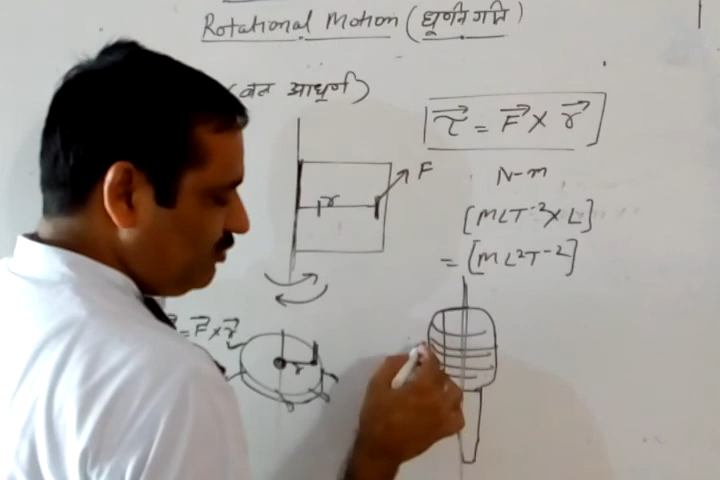 Rotational Motion (घूर्णन गति)
(बल आघूर्ण)
τ⃗ = F⃗ × r⃗
F
r
N-m
[MLT⁻² × L]
= [ML²T⁻²]
= F⃗ × r⃗
r